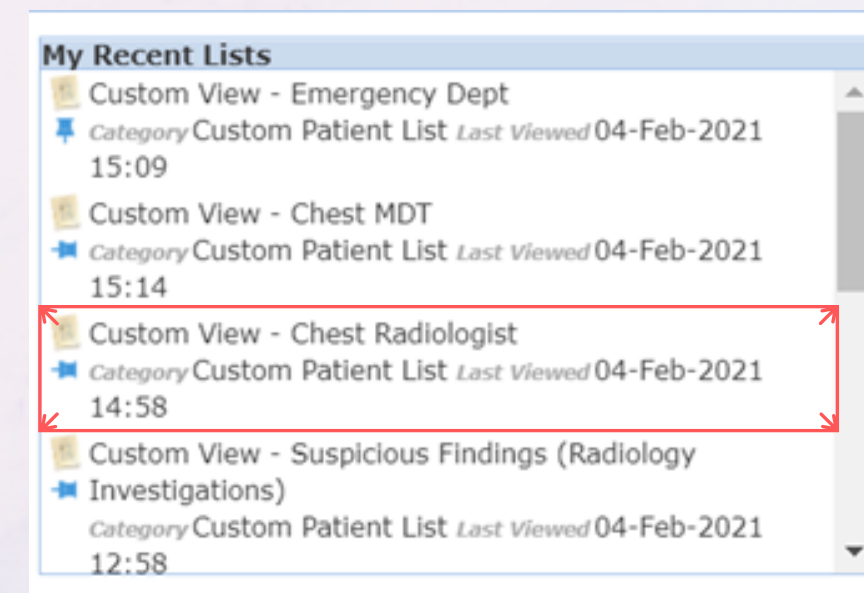 My Recent Lists
Custom View - Emergency Dept
Category Custom Patient List Last Viewed 04-Feb-2021
15:09
Custom View - Chest MDT
Category Custom Patient List Last Viewed 04-Feb-2021
15:14
Custom View - Chest Radiologist
Category Custom Patient List Last Viewed 04-Feb-2021
14:58
Custom View - Suspicious Findings (Radiology
Investigations)
Category Custom Patient List Last Viewed 04-Feb-2021
12:58